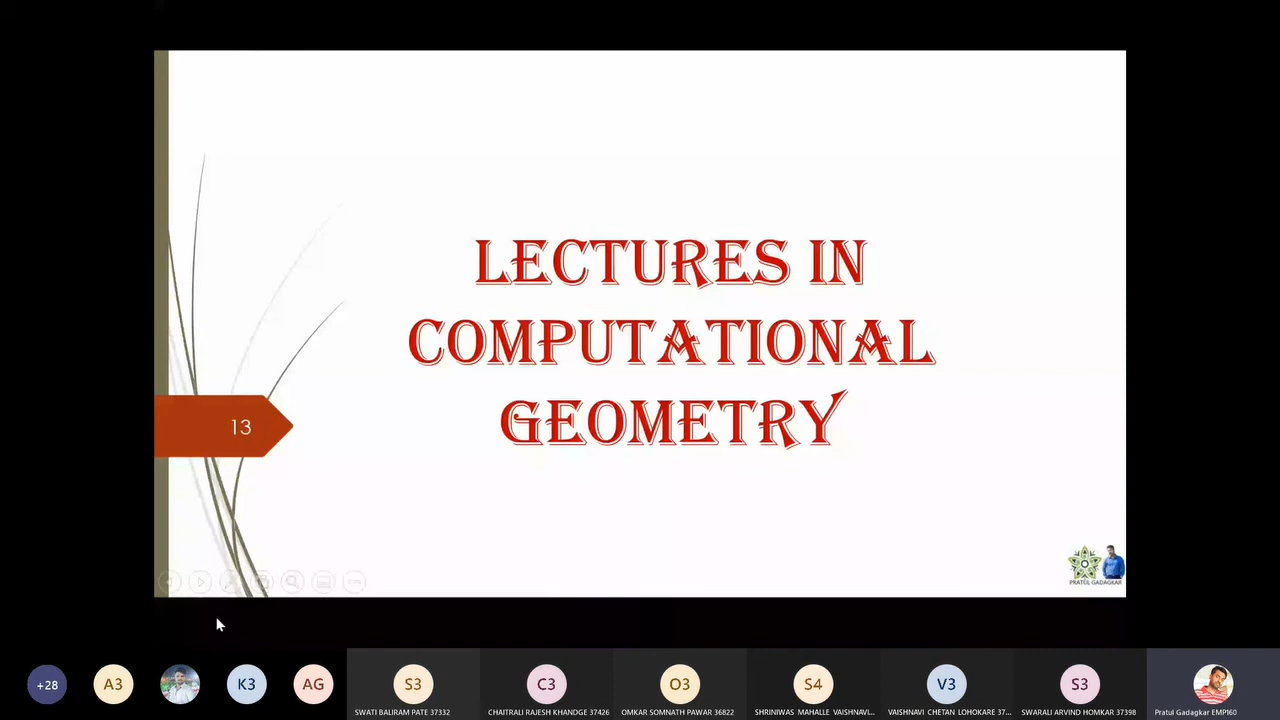 LECTURES IN
COMPUTATIONAL
GEOMETRY
13
PRATUL GADAGKAR
+28
A3
K3
AG
S3
C3
O3
S4
V3
S3
SWATI BALIRAM PATE 37332
CHAITRALI RAJESH KHANDGE 37426
OMKAR SOMNATH PAWAR 36822
SHRINIWAS MAHALLE VAISHNAVI...
VAISHNAVI CHETAN LOHOKARE 37...
SWARALI ARVIND HOMKAR 37398
Pratul Gadagkar EMP160